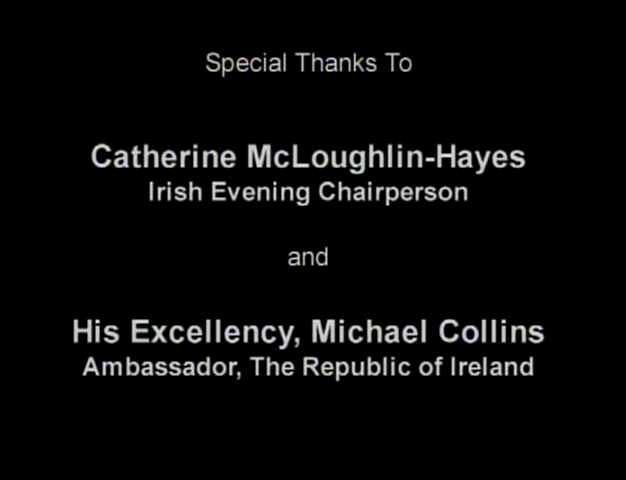 Special Thanks To
Catherine McLoughlin-Hayes
Irish Evening Chairperson
and
His Excellency, Michael Collins
Ambassador, The Republic of Ireland